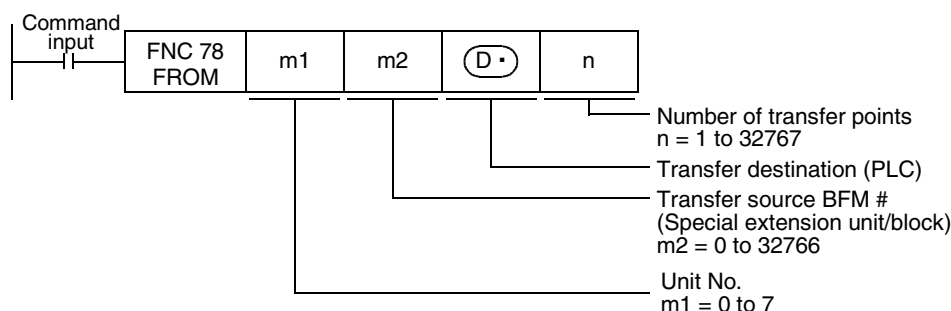 Command
input
FNC 78
FROM
m1
m2
D •
n
Number of transfer points
n = 1 to 32767
Transfer destination (PLC)
Transfer source BFM #
(Special extension unit/block)
m2 = 0 to 32766
Unit No.
m1 = 0 to 7